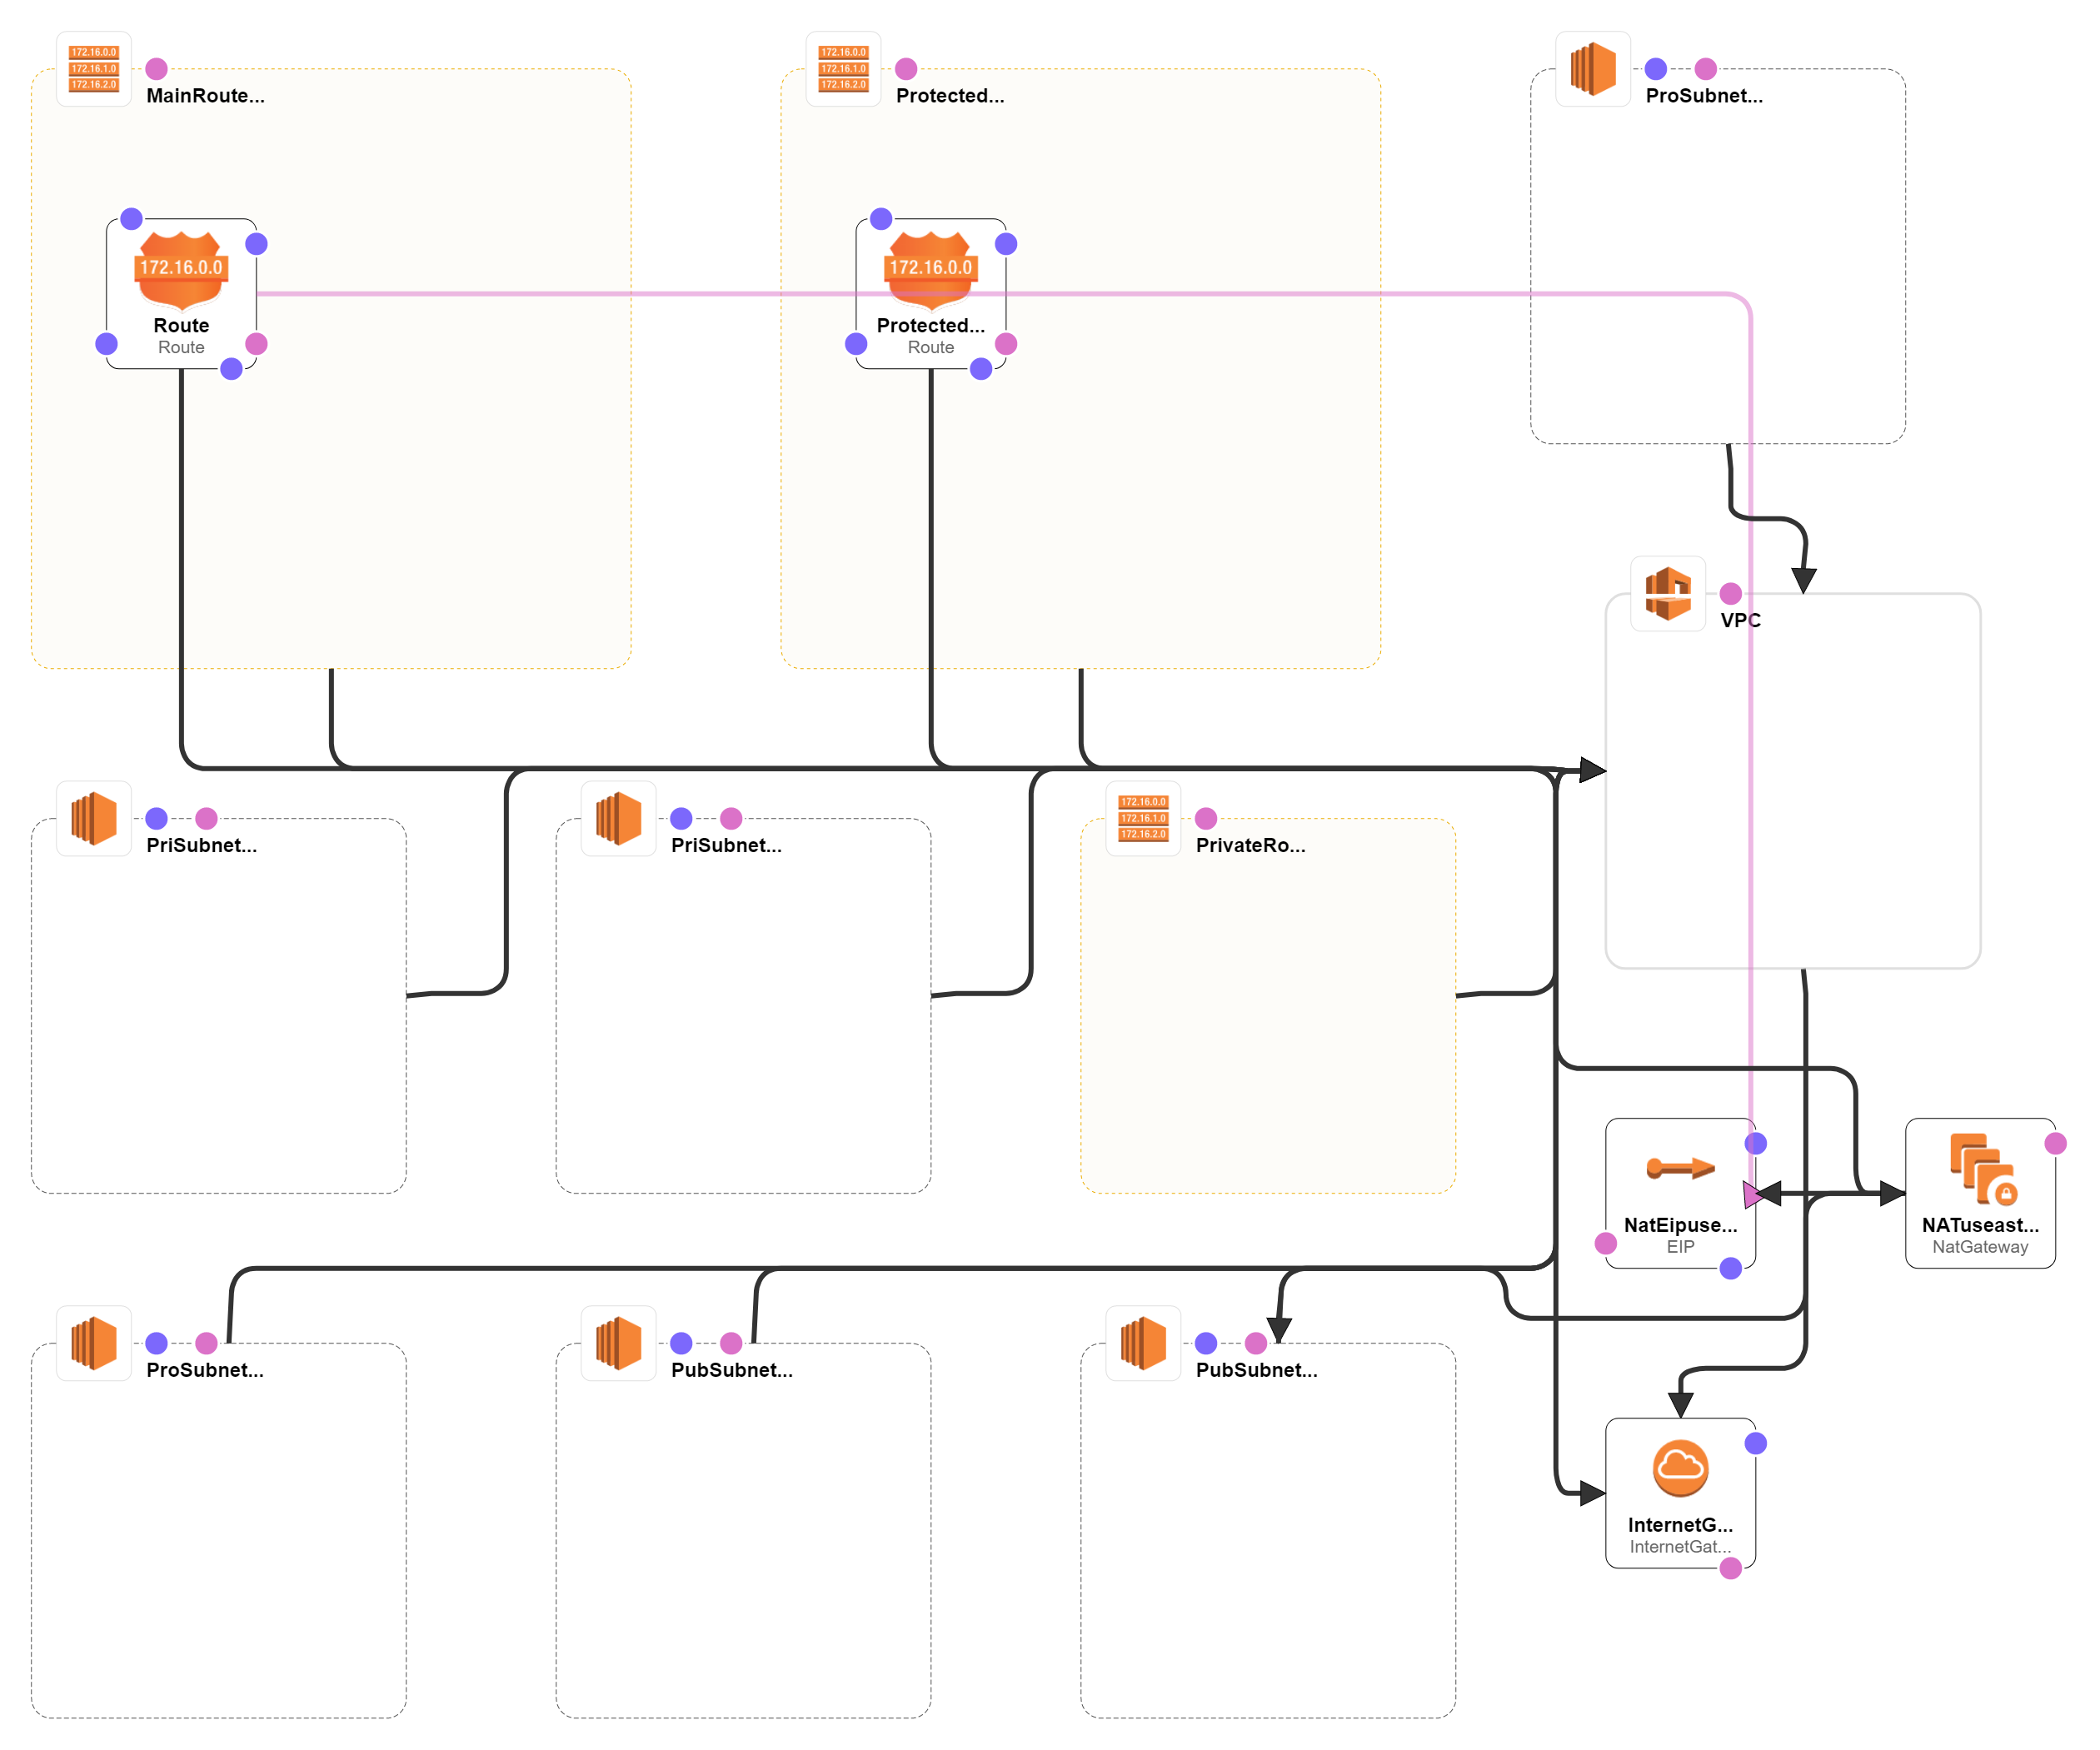 172.16.0.0
172.16.1.0
172.16.2.0
MainRoute...
172.16.0.0
172.16.1.0
172.16.2.0
Protected...
ProSubnet...
172.16.0.0
Route
Route
172.16.0.0
Protected...
Route
VPC
PriSubnet...
PriSubnet...
172.16.0.0
172.16.1.0
172.16.2.0
PrivateRo...
NatEipuse...
EIP
NATuseast...
NatGateway
ProSubnet...
PubSubnet...
PubSubnet...
InternetG...
InternetGat...